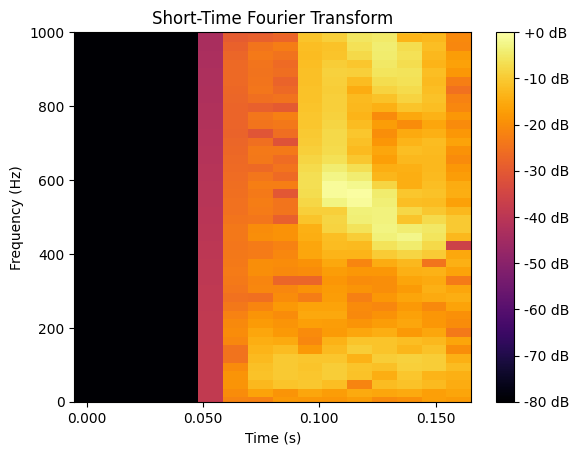 Short-Time Fourier Transform
1000
800
600
400
200
0
Frequency (Hz)
0.000
0.050
0.100
0.150
Time (s)
+0 dB
-10 dB
-20 dB
-30 dB
-40 dB
-50 dB
-60 dB
-70 dB
-80 dB